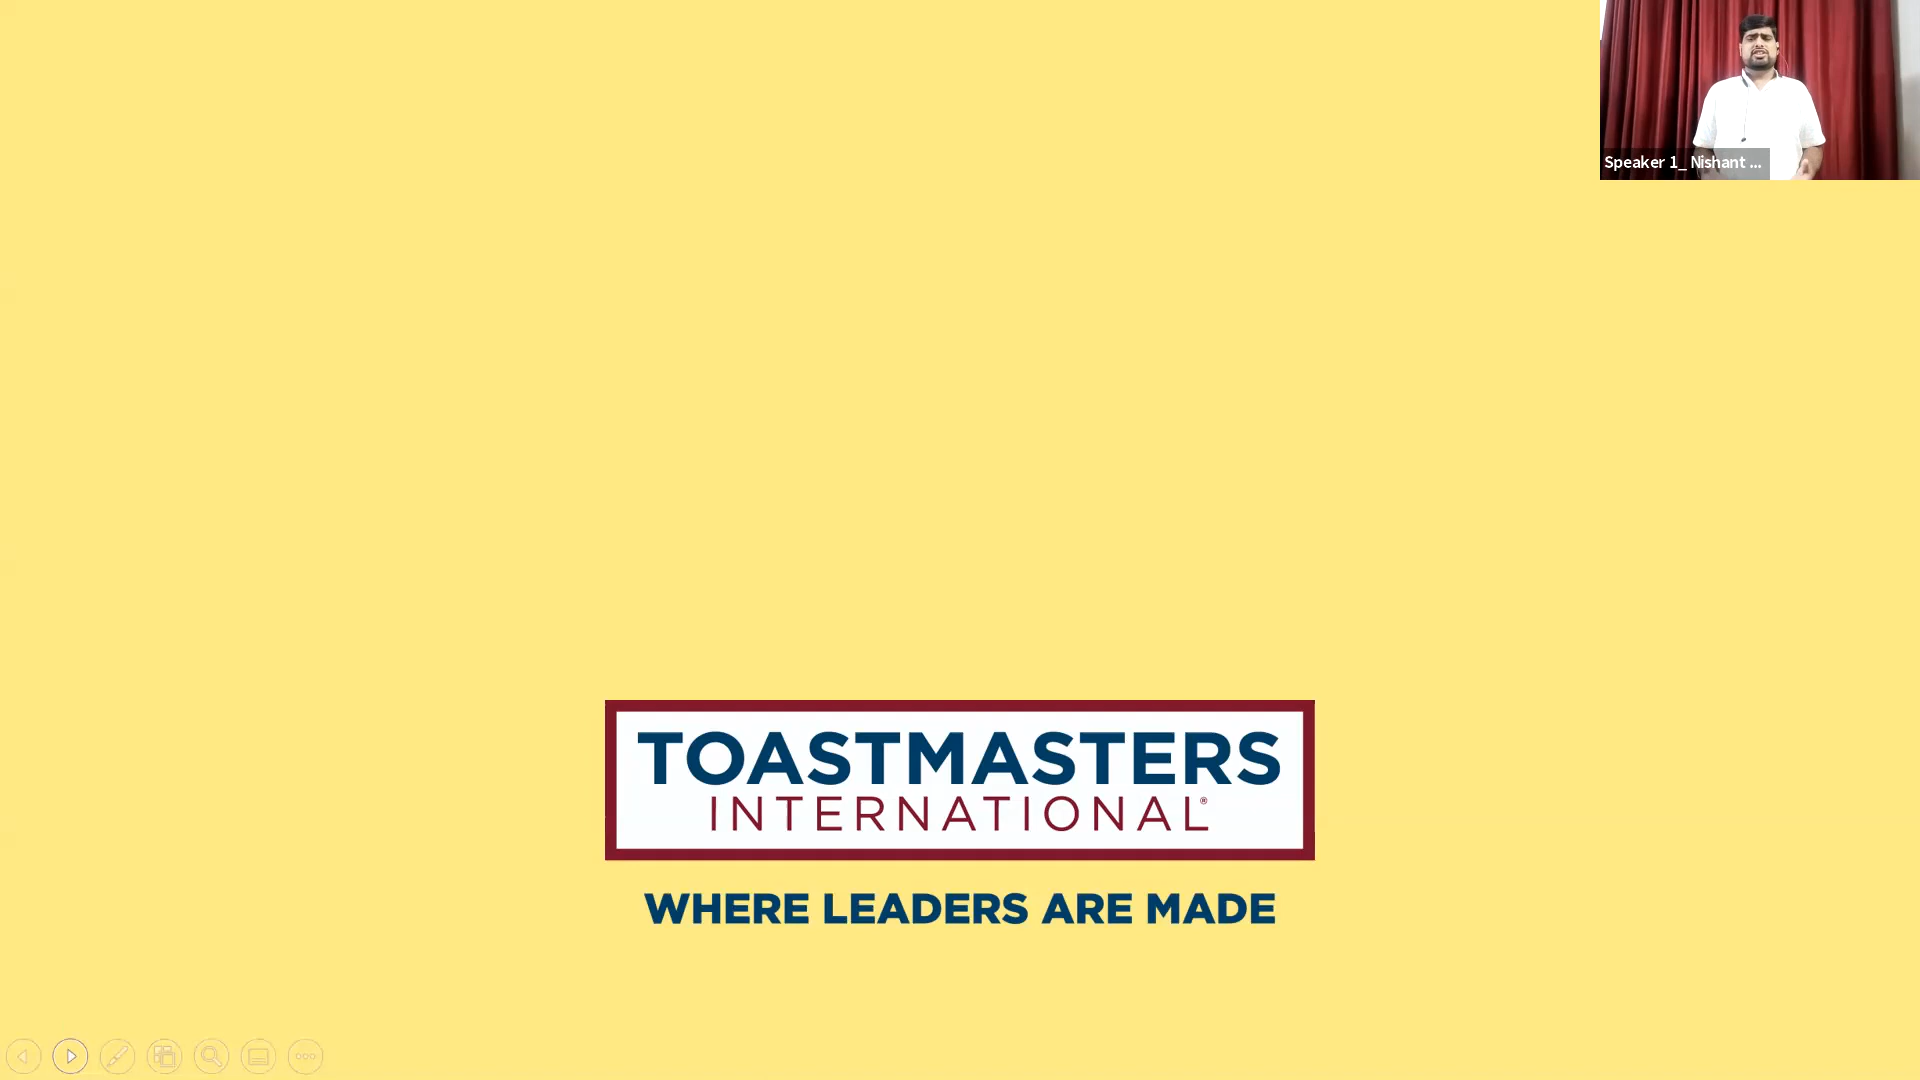 Speaker 1_ Nishant ...
TOASTMASTERS
INTERNATIONAL®
WHERE LEADERS ARE MADE